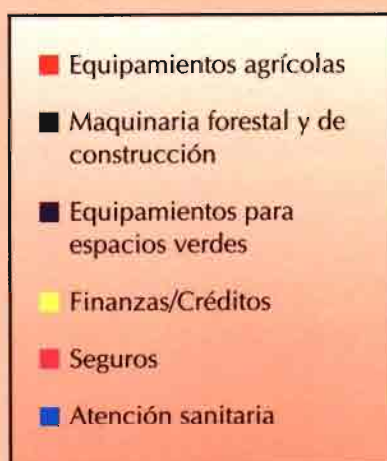 Equipamientos agrícolas
Maquinaria forestal y de
construcción
Equipamientos para
espacios verdes
Finanzas/Créditos
Seguros
Atención sanitaria